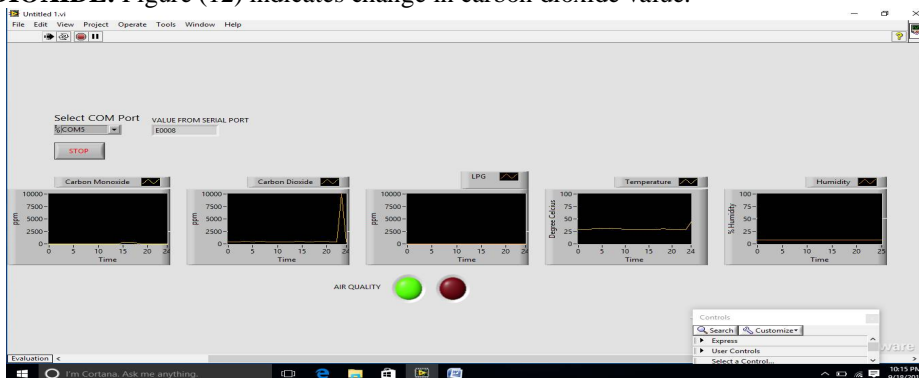 DIOXIDE. Figure (12) indicates change in carbon dioxide value.
Untitled 1.vi
File Edit View Project Operate Tools Window Help
Select COM Port VALUE FROM SERIAL PORT
COM5 E0008
STOP
Carbon Monoxide Carbon Dioxide LPG Temperature Humidity
10000 10000 10000 100 100
7500 7500 7500 75 75
5000 5000 5000 50 50
2500 2500 2500 25 25
0 0 0 0 0
ppm ppm ppm Degree Celcius % Humidity
0 5 10 15 20 24 0 5 10 15 20 24 0 5 10 15 20 24 0 5 10 15 20 24 0 5 10 15 20 25
Time Time Time Time Time
AIR QUALITY
Controls
Search Customize
Express
User Controls
Select a Control...
Evaluation
I'm Cortana. Ask me anything.
10:15 PM